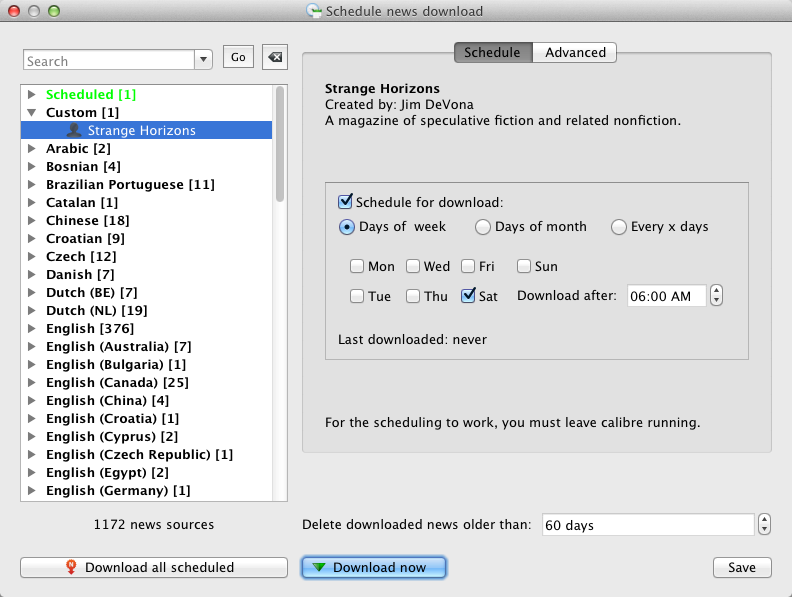 Schedule news download
Search
Go
Scheduled [1]
Custom [1]
Strange Horizons
Arabic [2]
Bosnian [4]
Brazilian Portuguese [11]
Catalan [1]
Chinese [18]
Croatian [9]
Czech [12]
Danish [7]
Dutch (BE) [7]
Dutch (NL) [19]
English [376]
English (Australia) [7]
English (Bulgaria) [1]
English (Canada) [25]
English (China) [4]
English (Croatia) [1]
English (Cyprus) [2]
English (Czech Republic) [1]
English (Egypt) [2]
English (Germany) [1]
1172 news sources
Download all scheduled
Schedule Advanced
Strange Horizons
Created by: Jim DeVona
A magazine of speculative fiction and related nonfiction.
Schedule for download:
Days of week Days of month Every x days
Mon Wed Fri Sun
Tue Thu Sat Download after: 06:00 AM
Last downloaded: never
For the scheduling to work, you must leave calibre running.
Delete downloaded news older than: 60 days
Download now Save